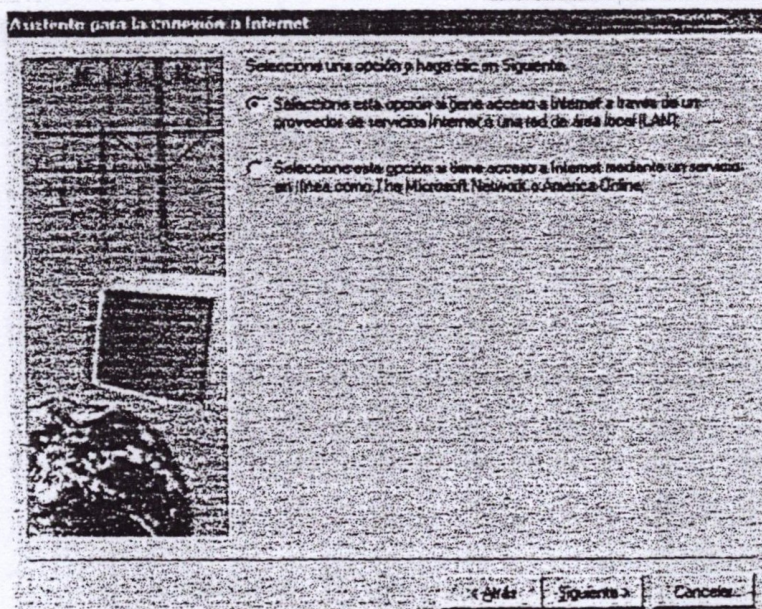 Asistente para la conexión a Internet
Seleccione una opción y haga clic en Siguiente.
Seleccione esta opción si tiene acceso a Internet a través de un
proveedor de servicios Internet o una red de área local (LAN).
Seleccione esta opción si tiene acceso a Internet mediante un servicio
en línea como The Microsoft Network o America Online.
< Atrás
Siguiente >
Cancelar